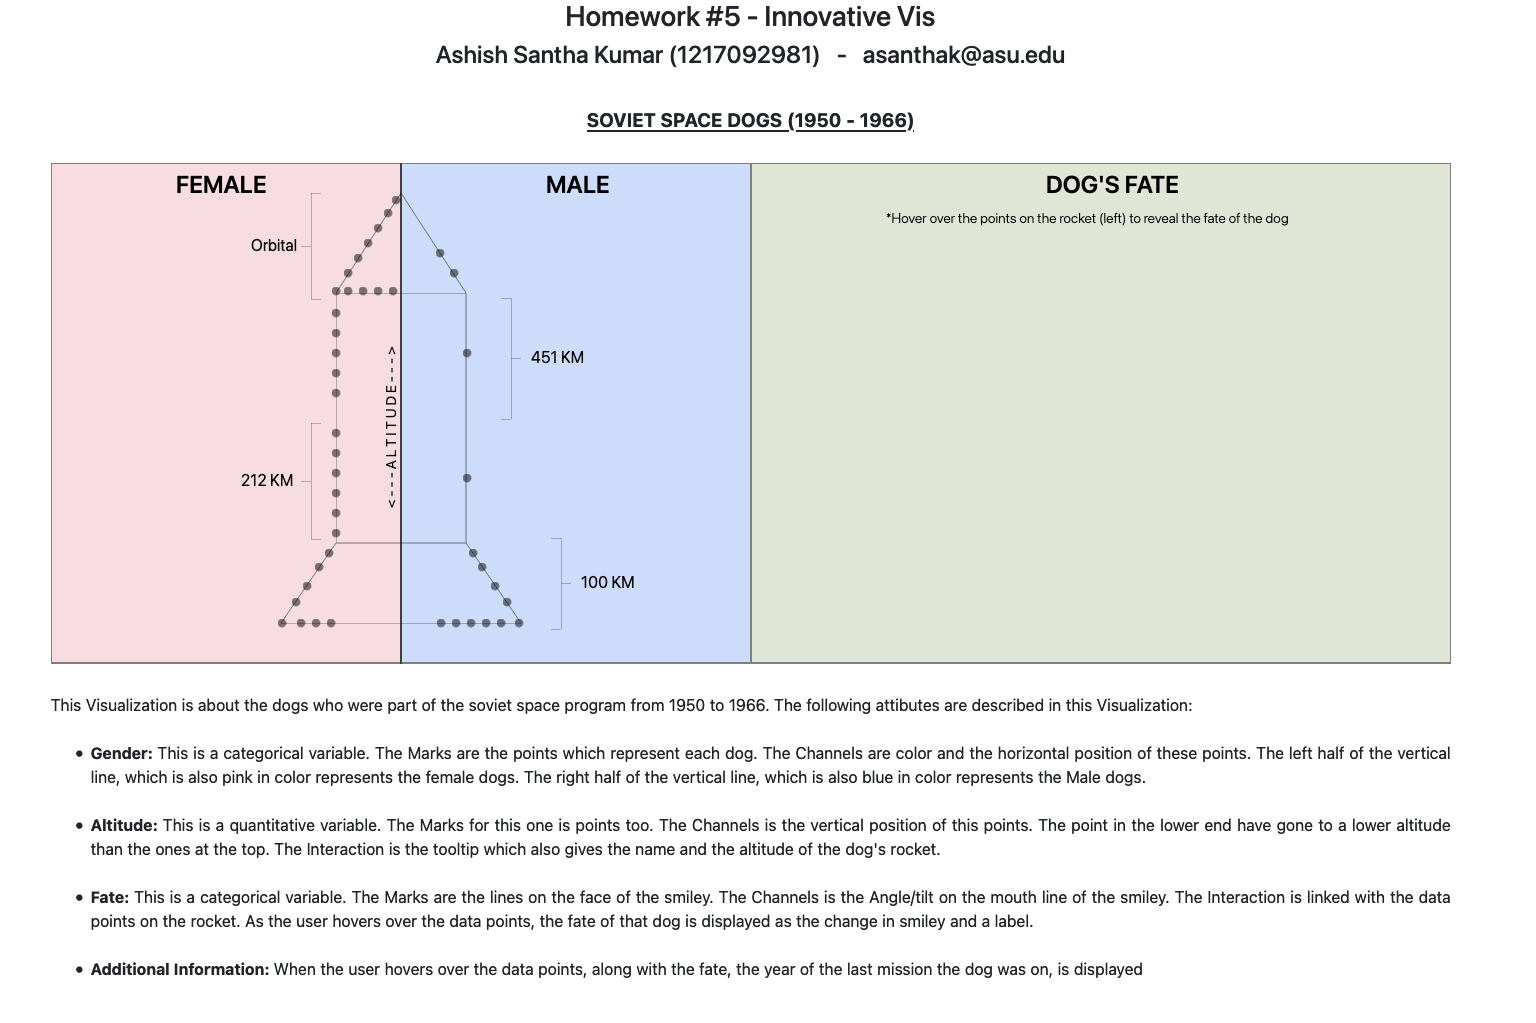 Homework #5 - Innovative Vis
Ashish Santha Kumar (1217092981) - asanthak@asu.edu
SOVIET SPACE DOGS (1950 - 1966)
FEMALE
MALE
DOG'S FATE
*Hover over the points on the rocket (left) to reveal the fate of the dog
Orbital
451 KM
<----ALTITUDE---->
212 KM
100 KM
This Visualization is about the dogs who were part of the soviet space program from 1950 to 1966. The following attibutes are described in this Visualization:
• Gender: This is a categorical variable. The Marks are the points which represent each dog. The Channels are color and the horizontal position of these points. The left half of the vertical
line, which is also pink in color represents the female dogs. The right half of the vertical line, which is also blue in color represents the Male dogs.
• Altitude: This is a quantitative variable. The Marks for this one is points too. The Channels is the vertical position of this points. The point in the lower end have gone to a lower altitude
than the ones at the top. The Interaction is the tooltip which also gives the name and the altitude of the dog's rocket.
• Fate: This is a categorical variable. The Marks are the lines on the face of the smiley. The Channels is the Angle/tilt on the mouth line of the smiley. The Interaction is linked with the data
points on the rocket. As the user hovers over the data points, the fate of that dog is displayed as the change in smiley and a label.
• Additional Information: When the user hovers over the data points, along with the fate, the year of the last mission the dog was on, is displayed